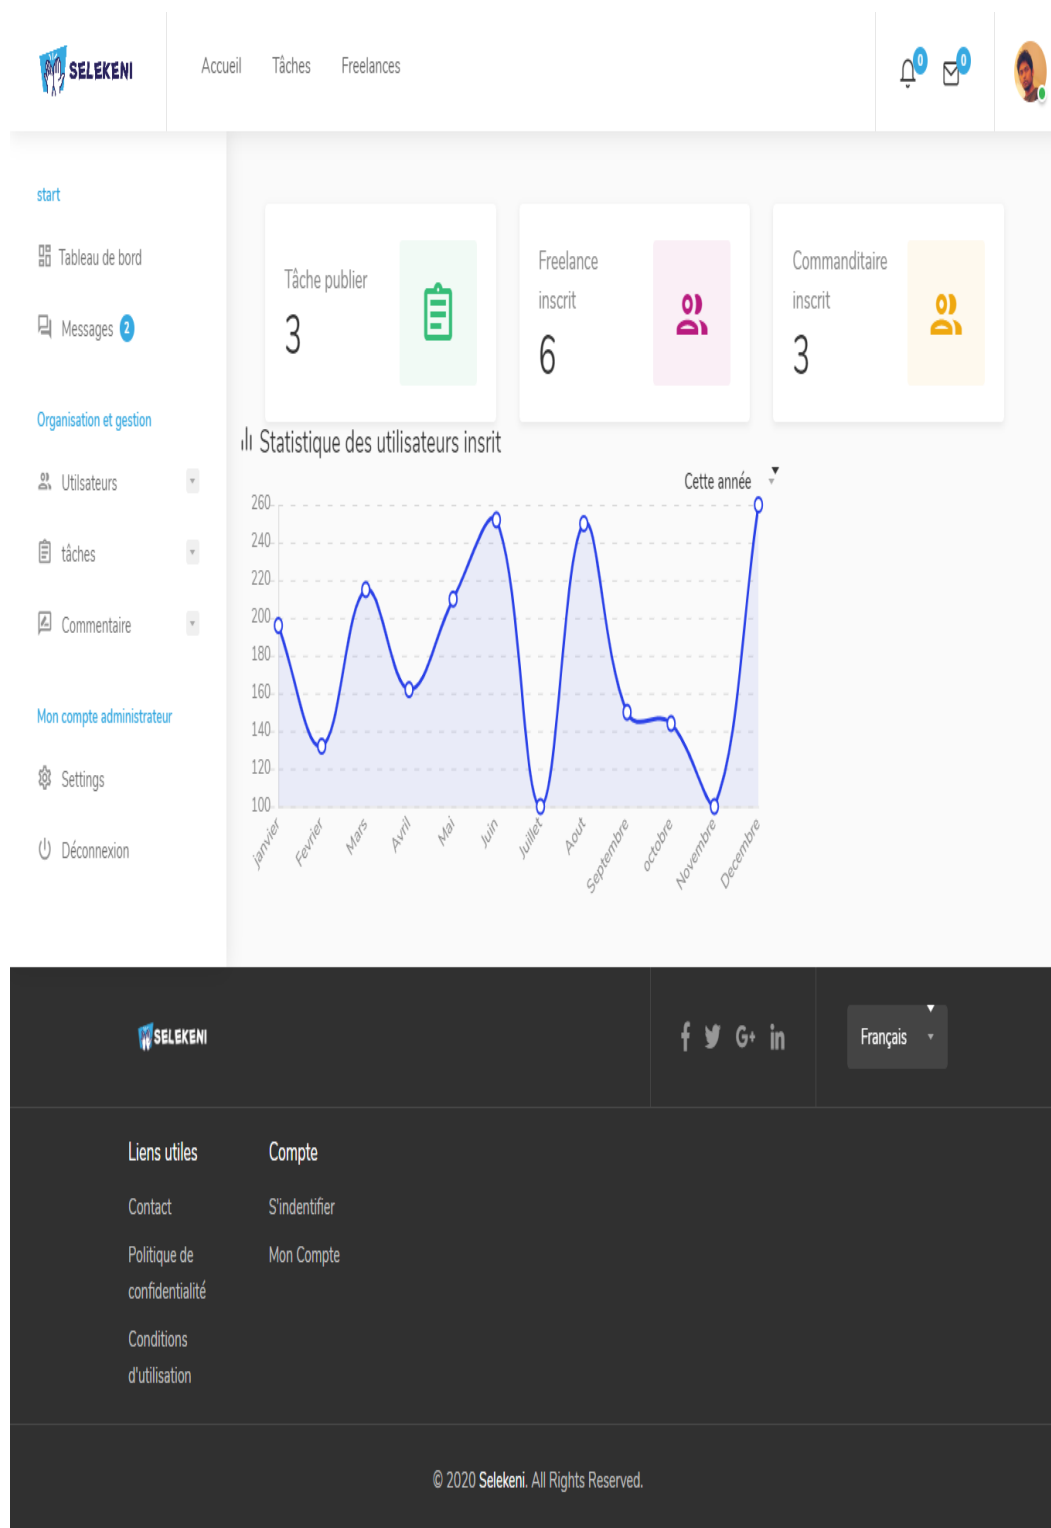 SELEKENI
Accueil Tâches Freelances
0 0
start
Tableau de bord
Messages 2
Organisation et gestion
Utilsateurs
tâches
Commentaire
Mon compte administrateur
Settings
Déconnexion
Tâche publier
3
Freelance
inscrit
6
Commanditaire
inscrit
3
Statistique des utilisateurs insrit
Cette année
260
240
220
200
180
160
140
120
100
janvier Fevrier Mars Avril Mai Juin Juillet Aout Septembre octobre Novembre Decembre
SELEKENI
f G+ in
Français
Liens utiles
Contact
Politique de
confidentialité
Conditions
d'utilisation
Compte
S'indentifier
Mon Compte
© 2020 Selekeni. All Rights Reserved.